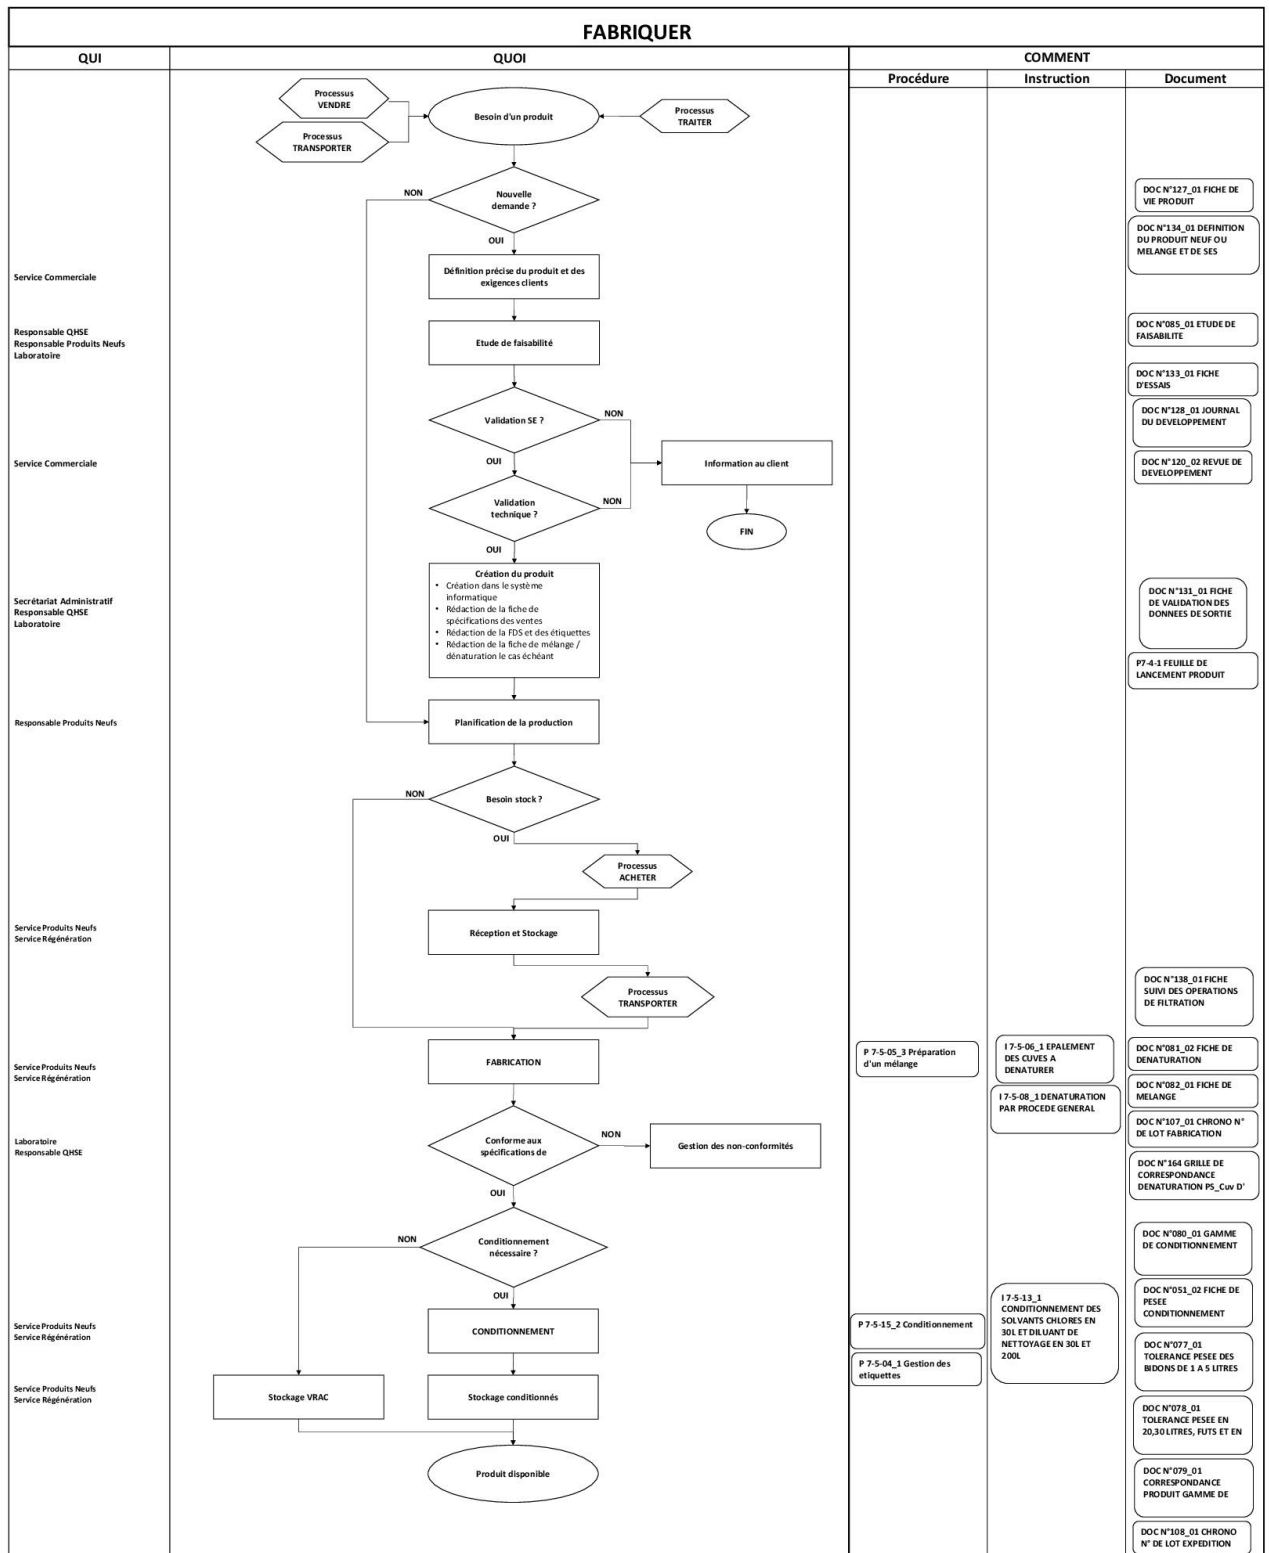 FABRIQUER
QUI
QUOI
COMMENT
Procédure
Instruction
Document
Processus
VENDRE
Processus
TRANSPORTER
Besoin d'un produit
Processus
TRAITER
NON
Nouvelle
demande ?
OUI
DOC N°127_01 FICHE DE
VIE PRODUIT
DOC N°134_01 DEFINITION
DU PRODUIT NEUF OU
MELANGE ET DE SES
Service Commerciale
Définition précise du produit et des
exigences clients
Responsable QHSE
Responsable Produits Neufs
Laboratoire
Etude de faisabilité
DOC N°085_01 ETUDE DE
FAISABILITE
DOC N°133_01 FICHE
D'ESSAIS
Validation SE ?
NON
OUI
DOC N°128_01 JOURNAL
DU DEVELOPPEMENT
Service Commerciale
Information au client
DOC N°120_02 REVUE DE
DEVELOPPEMENT
Validation
technique ?
NON
OUI
FIN
Secrétariat Administratif
Responsable QHSE
Laboratoire
Création du produit
• Création dans le système
informatique
• Rédaction de la fiche de
spécifications des ventes
• Rédaction de la FDS et des étiquettes
• Rédaction de la fiche de mélange /
dénaturation le cas échéant
DOC N°131_01 FICHE
DE VALIDATION DES
DONNEES DE SORTIE
P7-4-1 FEUILLE DE
LANCEMENT PRODUIT
Responsable Produits Neufs
Planification de la production
NON
Besoin stock ?
OUI
Processus
ACHETER
Service Produits Neufs
Service Régénération
Réception et Stockage
Processus
TRANSPORTER
DOC N°138_01 FICHE
SUIVI DES OPERATIONS
DE FILTRATION
Service Produits Neufs
Service Régénération
FABRICATION
P 7-5-05_3 Préparation
d'un mélange
I 7-5-06_1 EPALEMENT
DES CUVES A
DENATURER
I 7-5-08_1 DENATURATION
PAR PROCEDE GENERAL
DOC N°081_02 FICHE DE
DENATURATION
DOC N°082_01 FICHE DE
MELANGE
DOC N°107_01 CHRONO N°
DE LOT FABRICATION
Laboratoire
Responsable QHSE
Conforme aux
spécifications de
NON
Gestion des non-conformités
OUI
DOC N°164 GRILLE DE
CORRESPONDANCE
DENATURATION PS_Cuv D'
NON
Conditionnement
nécessaire ?
OUI
DOC N°080_01 GAMME
DE CONDITIONNEMENT
Service Produits Neufs
Service Régénération
CONDITIONNEMENT
P 7-5-15_2 Conditionnement
P 7-5-04_1 Gestion des
etiquettes
I 7-5-13_1
CONDITIONNEMENT DES
SOLVANTS CHLORES EN
30L ET DILUANT DE
NETTOYAGE EN 30L ET
200L
DOC N°051_02 FICHE DE
PESEE
CONDITIONNEMENT
DOC N°077_01
TOLERANCE PESEE DES
BIDONS DE 1 A 5 LITRES
Service Produits Neufs
Service Régénération
Stockage VRAC
Stockage conditionnés
DOC N°078_01
TOLERANCE PESEE EN
20,30 LITRES, FUTS ET EN
Produit disponible
DOC N°079_01
CORRESPONDANCE
PRODUIT GAMME DE
DOC N°108_01 CHRONO
N° DE LOT EXPEDITION